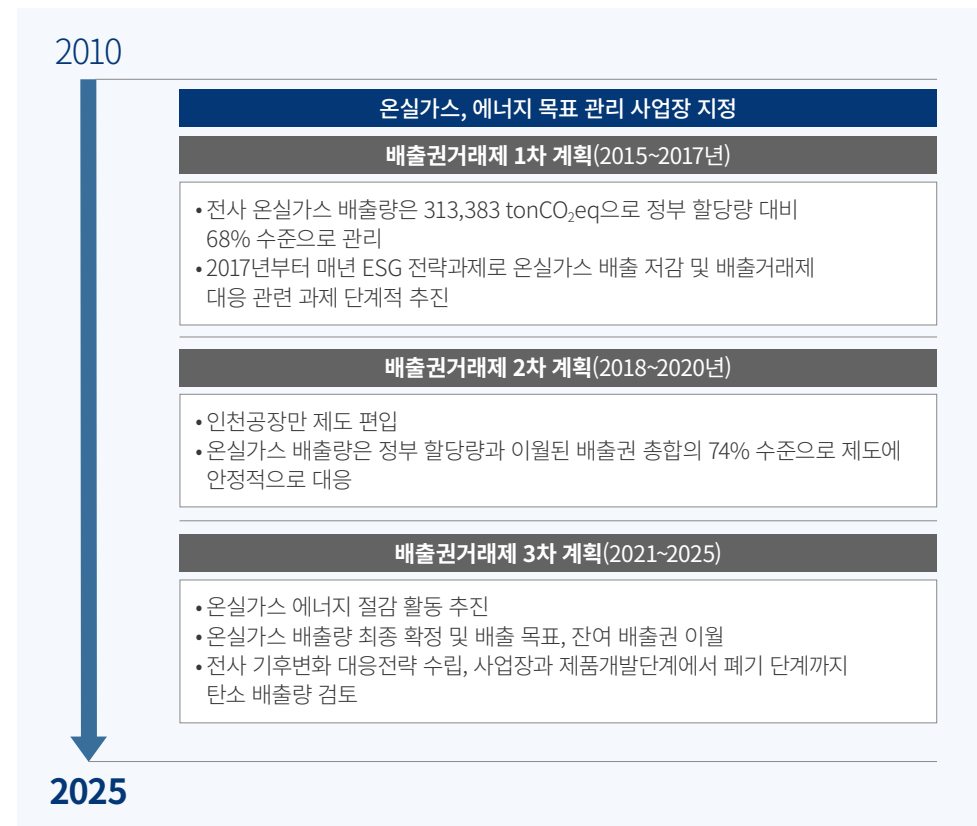 2010
온실가스, 에너지 목표 관리 사업장 지정
배출권거래제 1차 계획(2015~2017년)
• 전사 온실가스 배출량은 313,383 tonCO₂eq으로 정부 할당량 대비
68% 수준으로 관리
• 2017년부터 매년 ESG 전략과제로 온실가스 배출 저감 및 배출거래제
대응 관련 과제 단계적 추진
배출권거래제 2차 계획(2018~2020년)
• 인천공장만 제도 편입
• 온실가스 배출량은 정부 할당량과 이월된 배출권 총합의 74% 수준으로 제도에
안정적으로 대응
배출권거래제 3차 계획(2021~2025)
• 온실가스 에너지 절감 활동 추진
• 온실가스 배출량 최종 확정 및 배출 목표, 잔여 배출권 이월
• 전사 기후변화 대응전략 수립, 사업장과 제품개발단계에서 폐기 단계까지
탄소 배출량 검토
2025